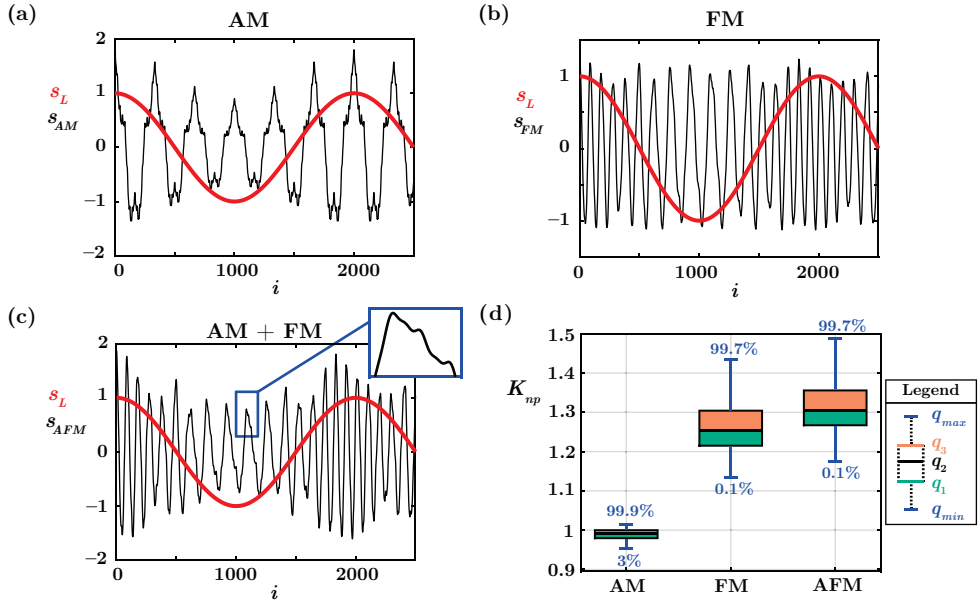 (a)
AM
2
1
0
−1
−2
s_L
s_AM
0
1000
2000
i
(b)
FM
1
0
−1
s_L
s_FM
0
1000
2000
i
(c)
AM + FM
2
1
0
−1
−2
s_L
s_AFM
0
1000
2000
i
(d)
1.5
1.4
1.3
1.2
1.1
1
0.9
K_np
99.9%
3%
99.7%
0.1%
99.7%
0.1%
AM
FM
AFM
Legend
q_max
q_3
q_2
q_1
q_min